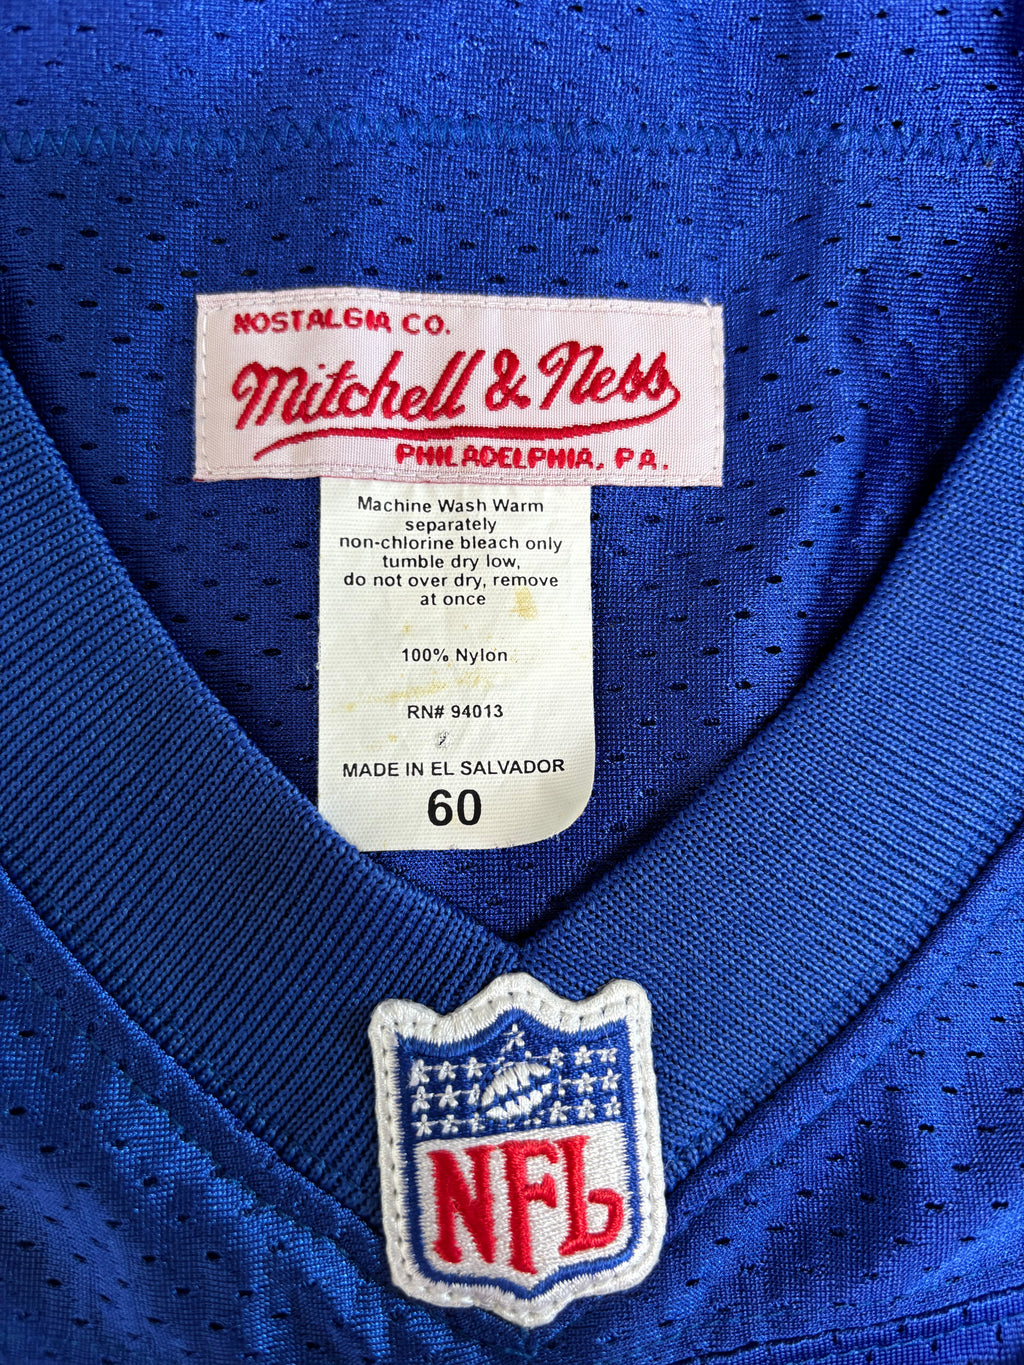 NOSTALGIA CO.
Mitchell & Ness
PHILADELPHIA, PA.
Machine Wash Warm
separately
non-chlorine bleach only
tumble dry low,
do not over dry, remove
at once
100% Nylon
RN# 94013
MADE IN EL SALVADOR
60
NFL